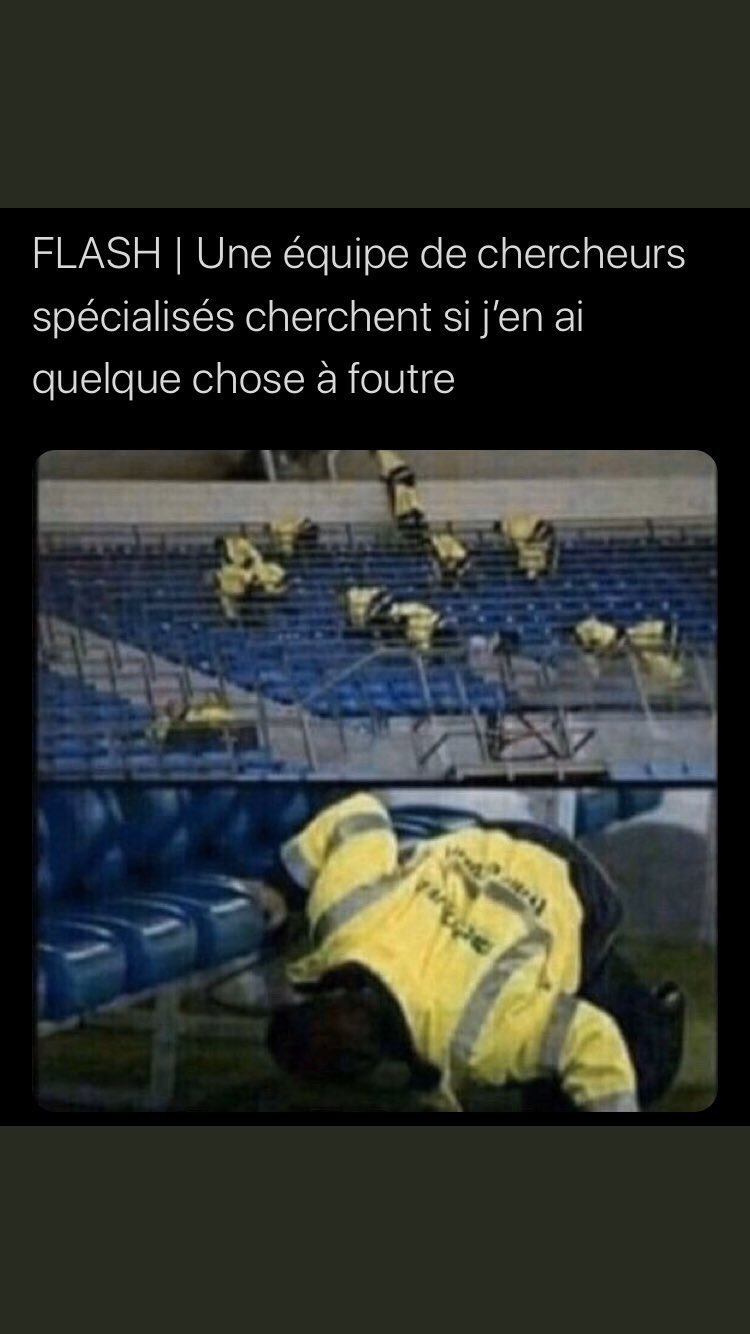 FLASH | Une équipe de chercheurs
spécialisés cherchent si j’en ai
quelque chose à foutre